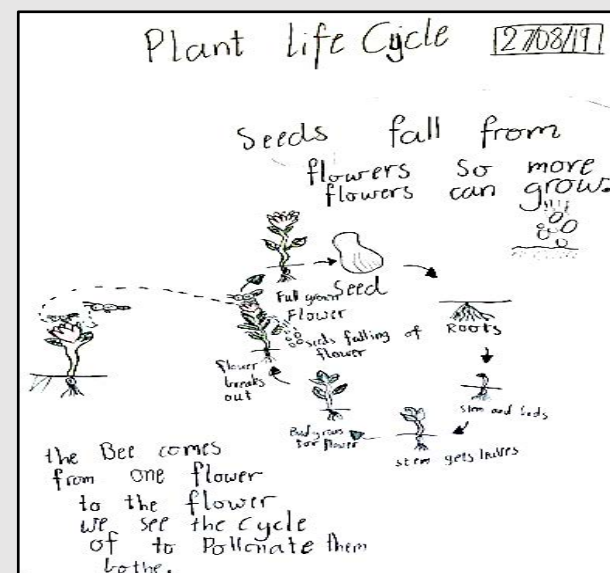 Plant life Cycle
27/08/19
Seeds fall from
flowers so more
flowers can grow.
Seed
Full grown
Flower
Seeds falling of
flower
Roots
flower
breaks
out
Bud grows
for flower
stem gets leaves
Stem and
the Bee comes
from one flower
to the flower
we see the cycle
of to Pollonate them
bothe.